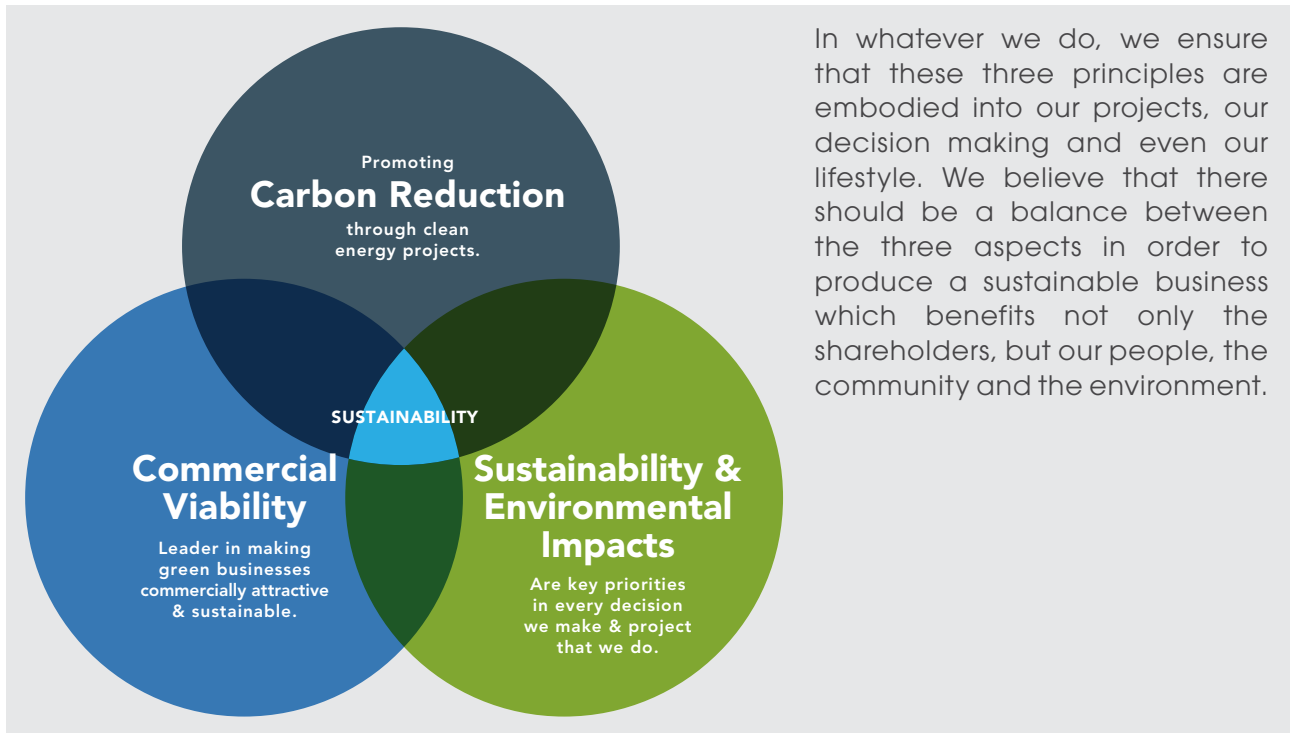 Promoting
Carbon Reduction
through clean
energy projects.
SUSTAINABILITY
Commercial
Viability
Leader in making
green businesses
commercially attractive
& sustainable.
Sustainability &
Environmental
Impacts
Are key priorities
in every decision
we make & project
that we do.
In whatever we do, we ensure
that these three principles are
embodied into our projects, our
decision making and even our
lifestyle. We believe that there
should be a balance between
the three aspects in order to
produce a sustainable business
which benefits not only the
shareholders, but our people, the
community and the environment.